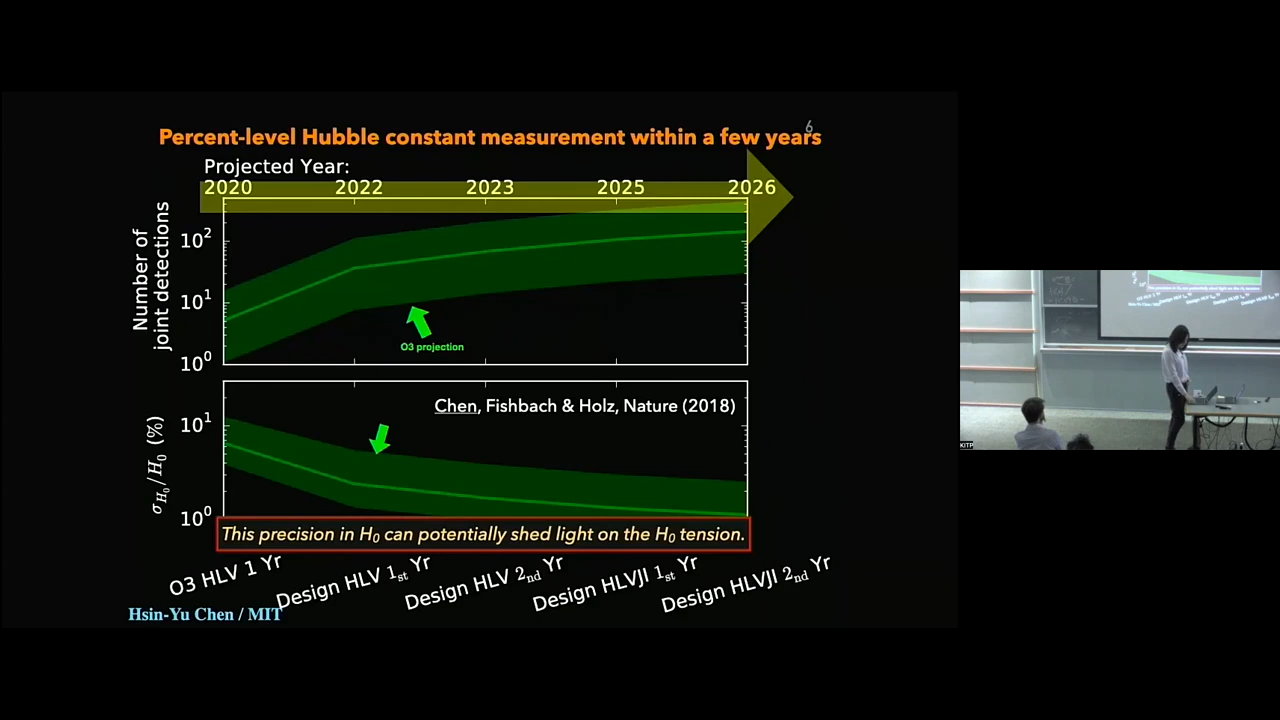 6
Percent-level Hubble constant measurement within a few years
Projected Year:
2020 2022 2023 2025 2026
Number of
joint detections
10²
10¹
10⁰
O3 projection
Chen, Fishbach & Holz, Nature (2018)
σ_H₀/H₀ (%)
10¹
10⁰
This precision in H₀ can potentially shed light on the H₀ tension.
O3 HLV 1 Yr
Design HLV 1st Yr
Design HLV 2nd Yr
Design HLVJI 1st Yr
Design HLVJI 2nd Yr
Hsin-Yu Chen / MIT
KITP